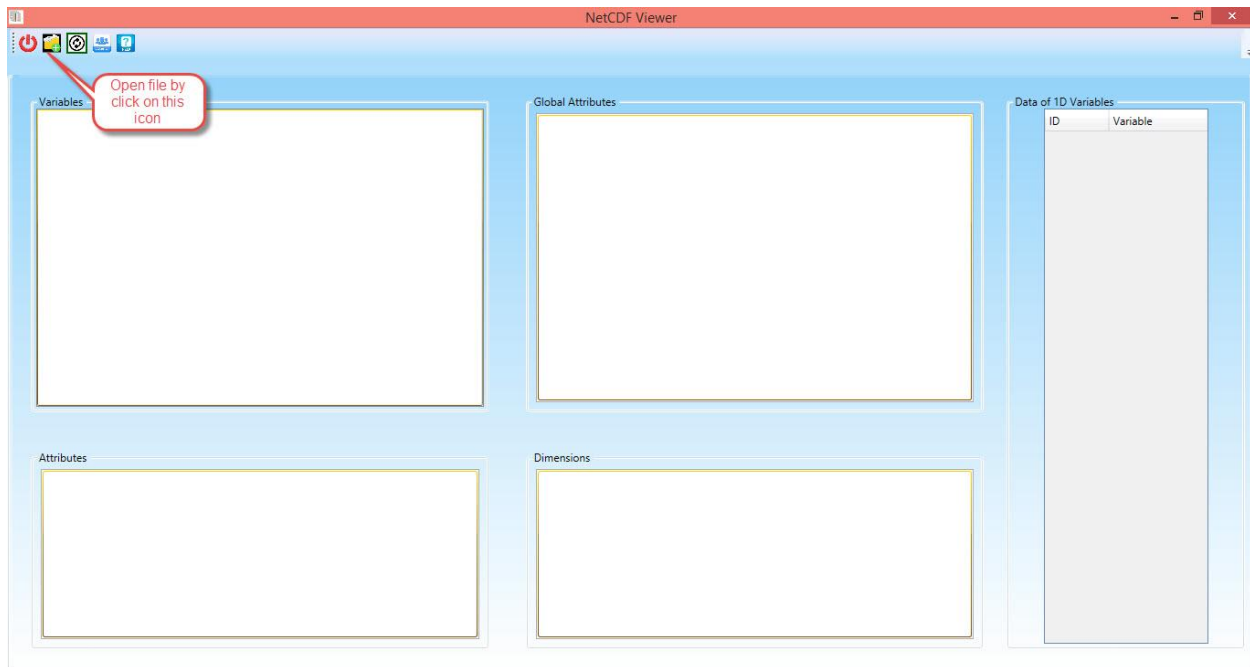 NetCDF Viewer
Open file by
click on this
icon
Variables
Global Attributes
Data of 1D Variables
ID Variable
Attributes
Dimensions